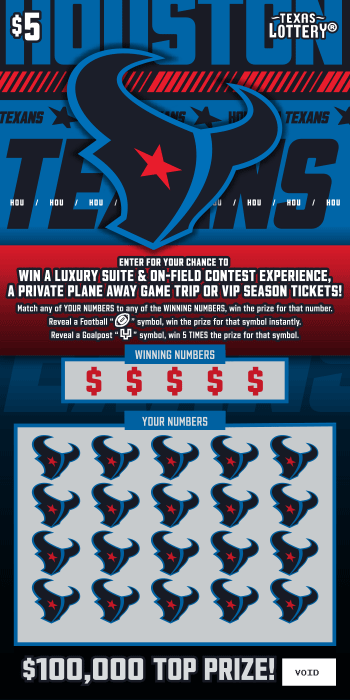 HOUSTON
$5
TEXAS
LOTTERY®
TEXANS
HOU
TEXANS
HOU / HOU / HOU / / HOU / HOU / HOU
ENTER FOR YOUR CHANCE TO
WIN A LUXURY SUITE & ON-FIELD CONTEST EXPERIENCE,
A PRIVATE PLANE AWAY GAME TRIP OR VIP SEASON TICKETS!
Match any of YOUR NUMBERS to any of the WINNING NUMBERS, win the prize for that number.
Reveal a Football " " symbol, win the prize for that symbol instantly.
Reveal a Goalpost " " symbol, win 5 TIMES the prize for that symbol.
WINNING NUMBERS
$ $ $ $ $
YOUR NUMBERS
$100,000 TOP PRIZE!
VOID